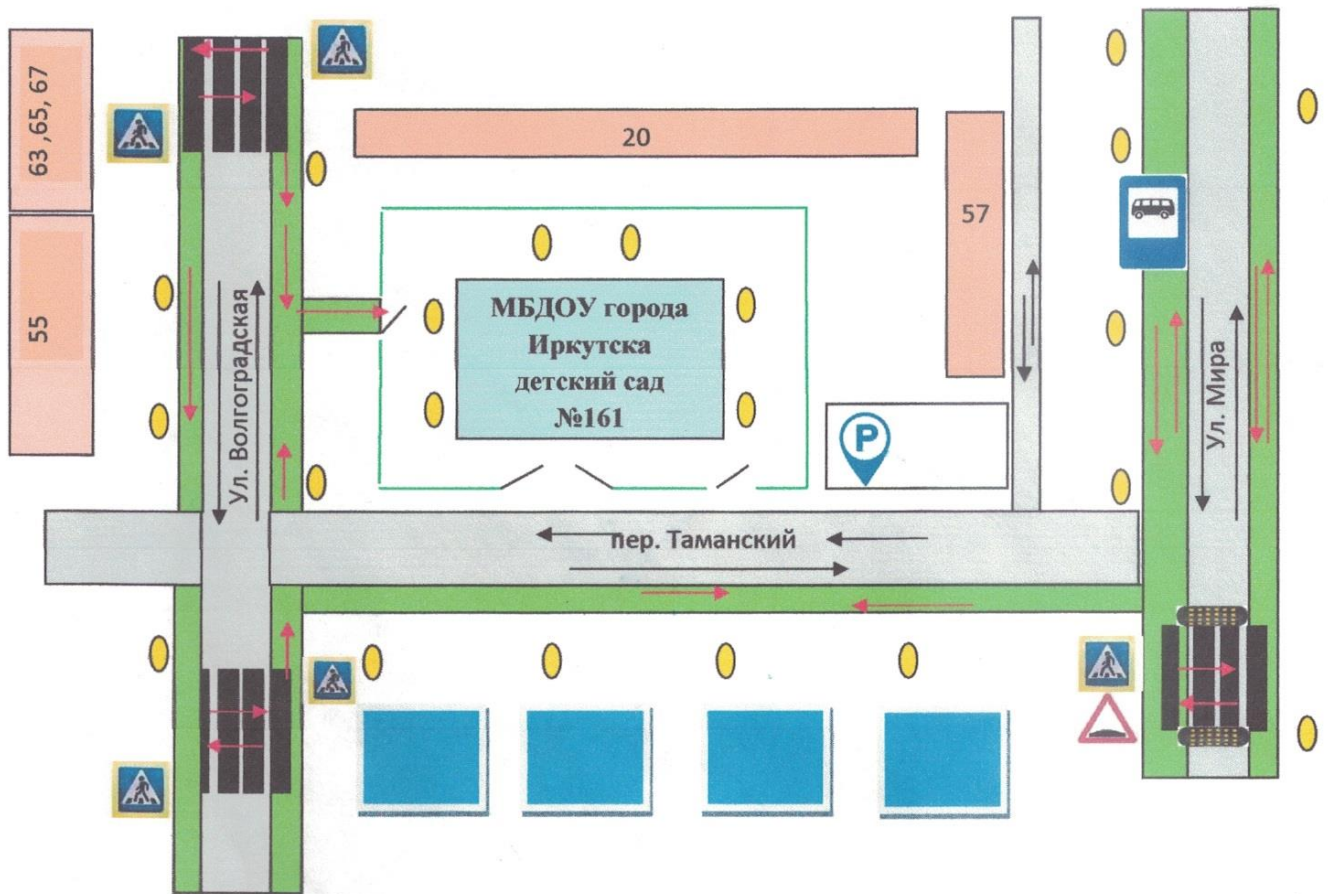 63 ,65, 67
55
20
57
МБДОУ города
Иркутска
детский сад
№161
P
Ул. Волгоградская
Ул. Мира
пер. Таманский